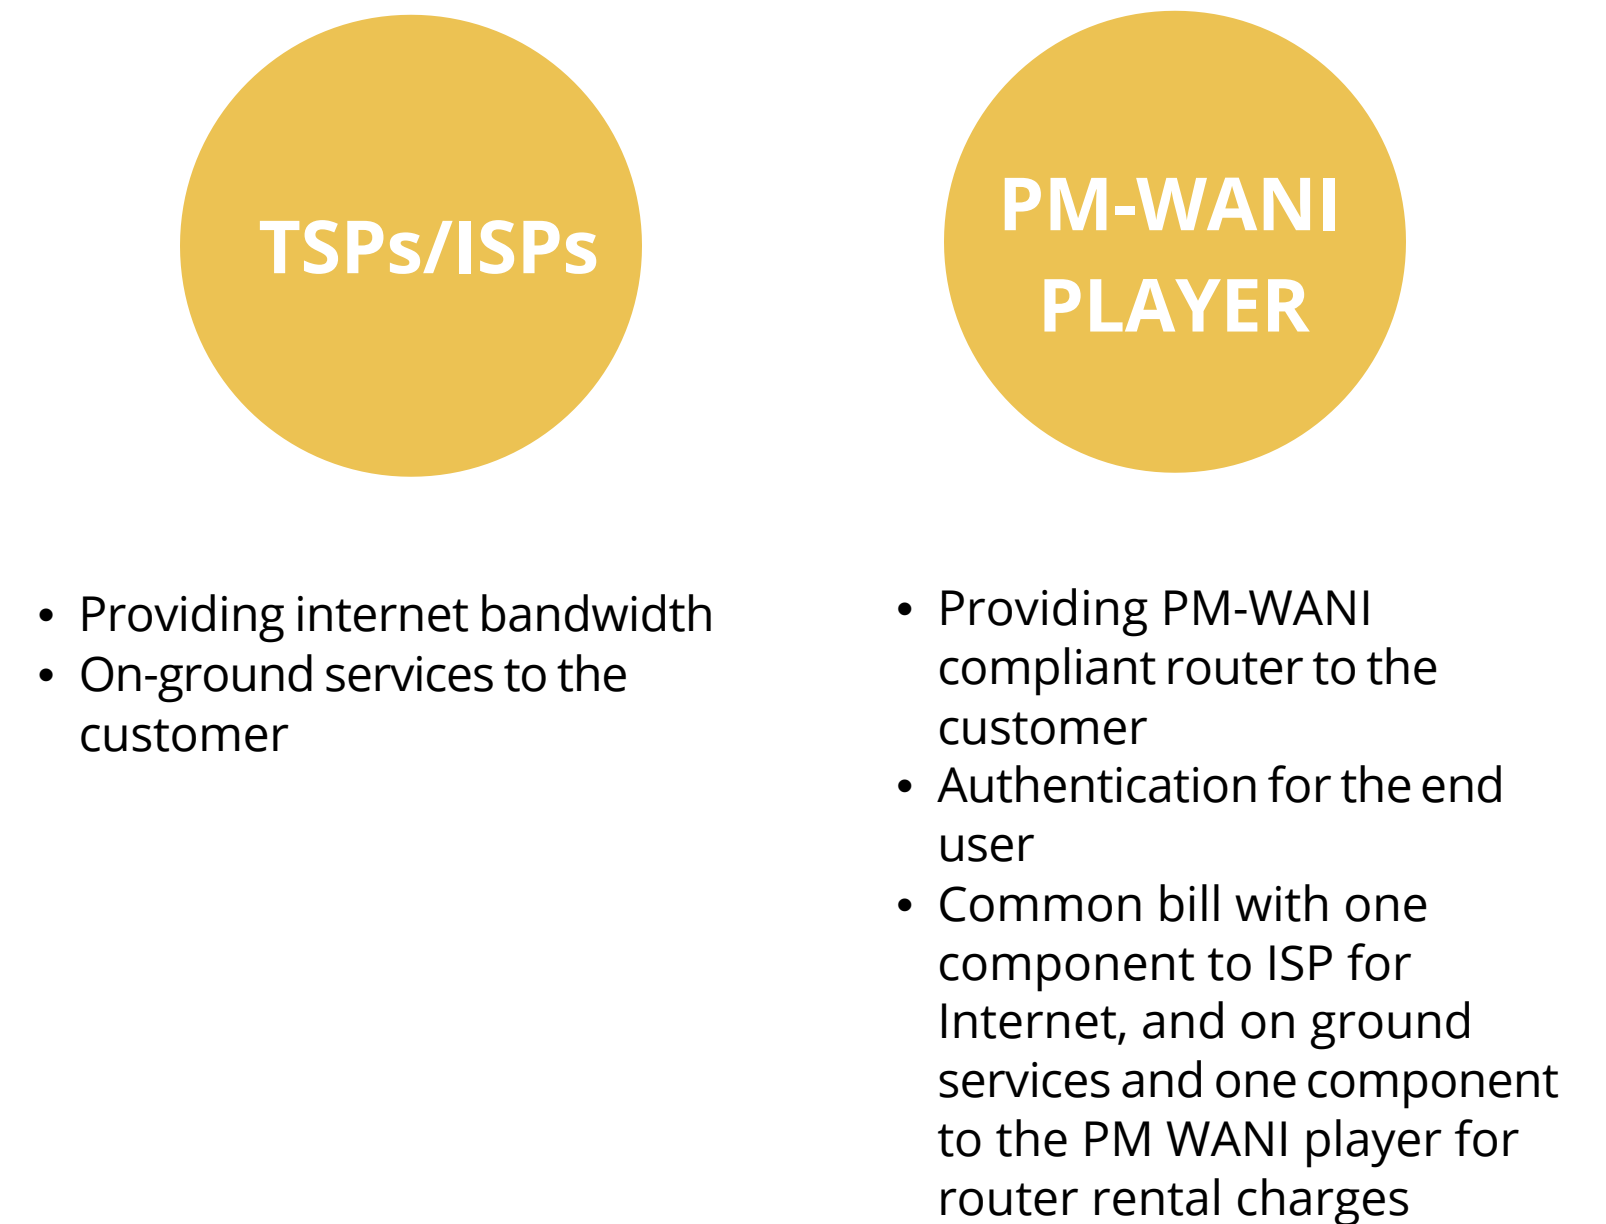 TSPs/ISPs
• Providing internet bandwidth
• On-ground services to the
customer
PM-WANI
PLAYER
• Providing PM-WANI
compliant router to the
customer
• Authentication for the end
user
• Common bill with one
component to ISP for
Internet, and on ground
services and one component
to the PM WANI player for
router rental charges